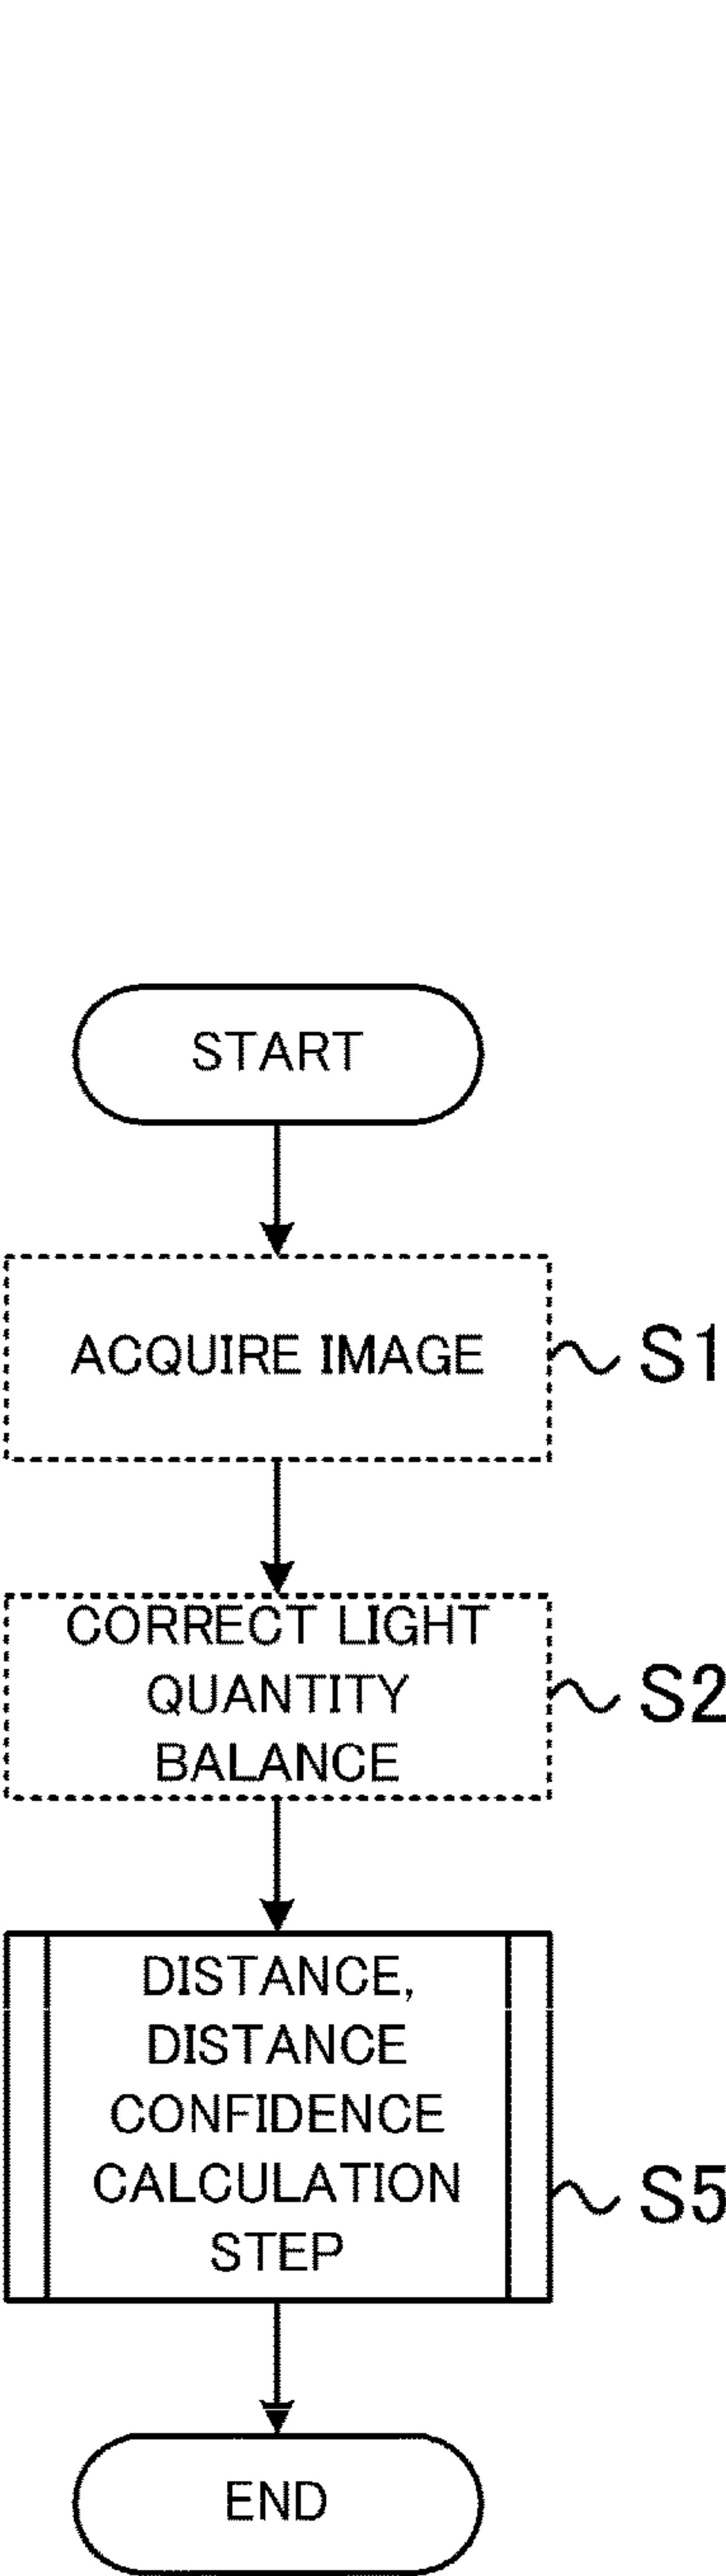 START
ACQUIRE IMAGE
S1
CORRECT LIGHT
QUANTITY
BALANCE
S2
DISTANCE,
DISTANCE
CONFIDENCE
CALCULATION
STEP
S5
END